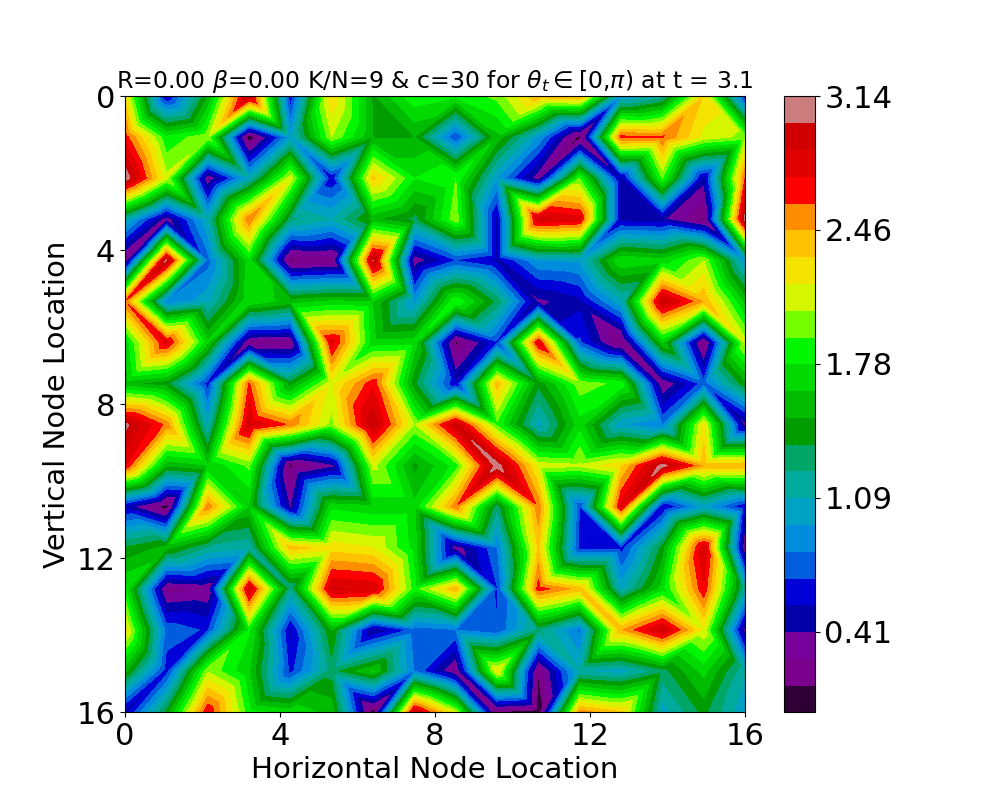 R=0.00 β=0.00 K/N=9 & c=30 for θ_t ∈ [0,π) at t = 3.1
0
4
8
12
16
Vertical Node Location
0 4 8 12 16
Horizontal Node Location
3.14
2.46
1.78
1.09
0.41